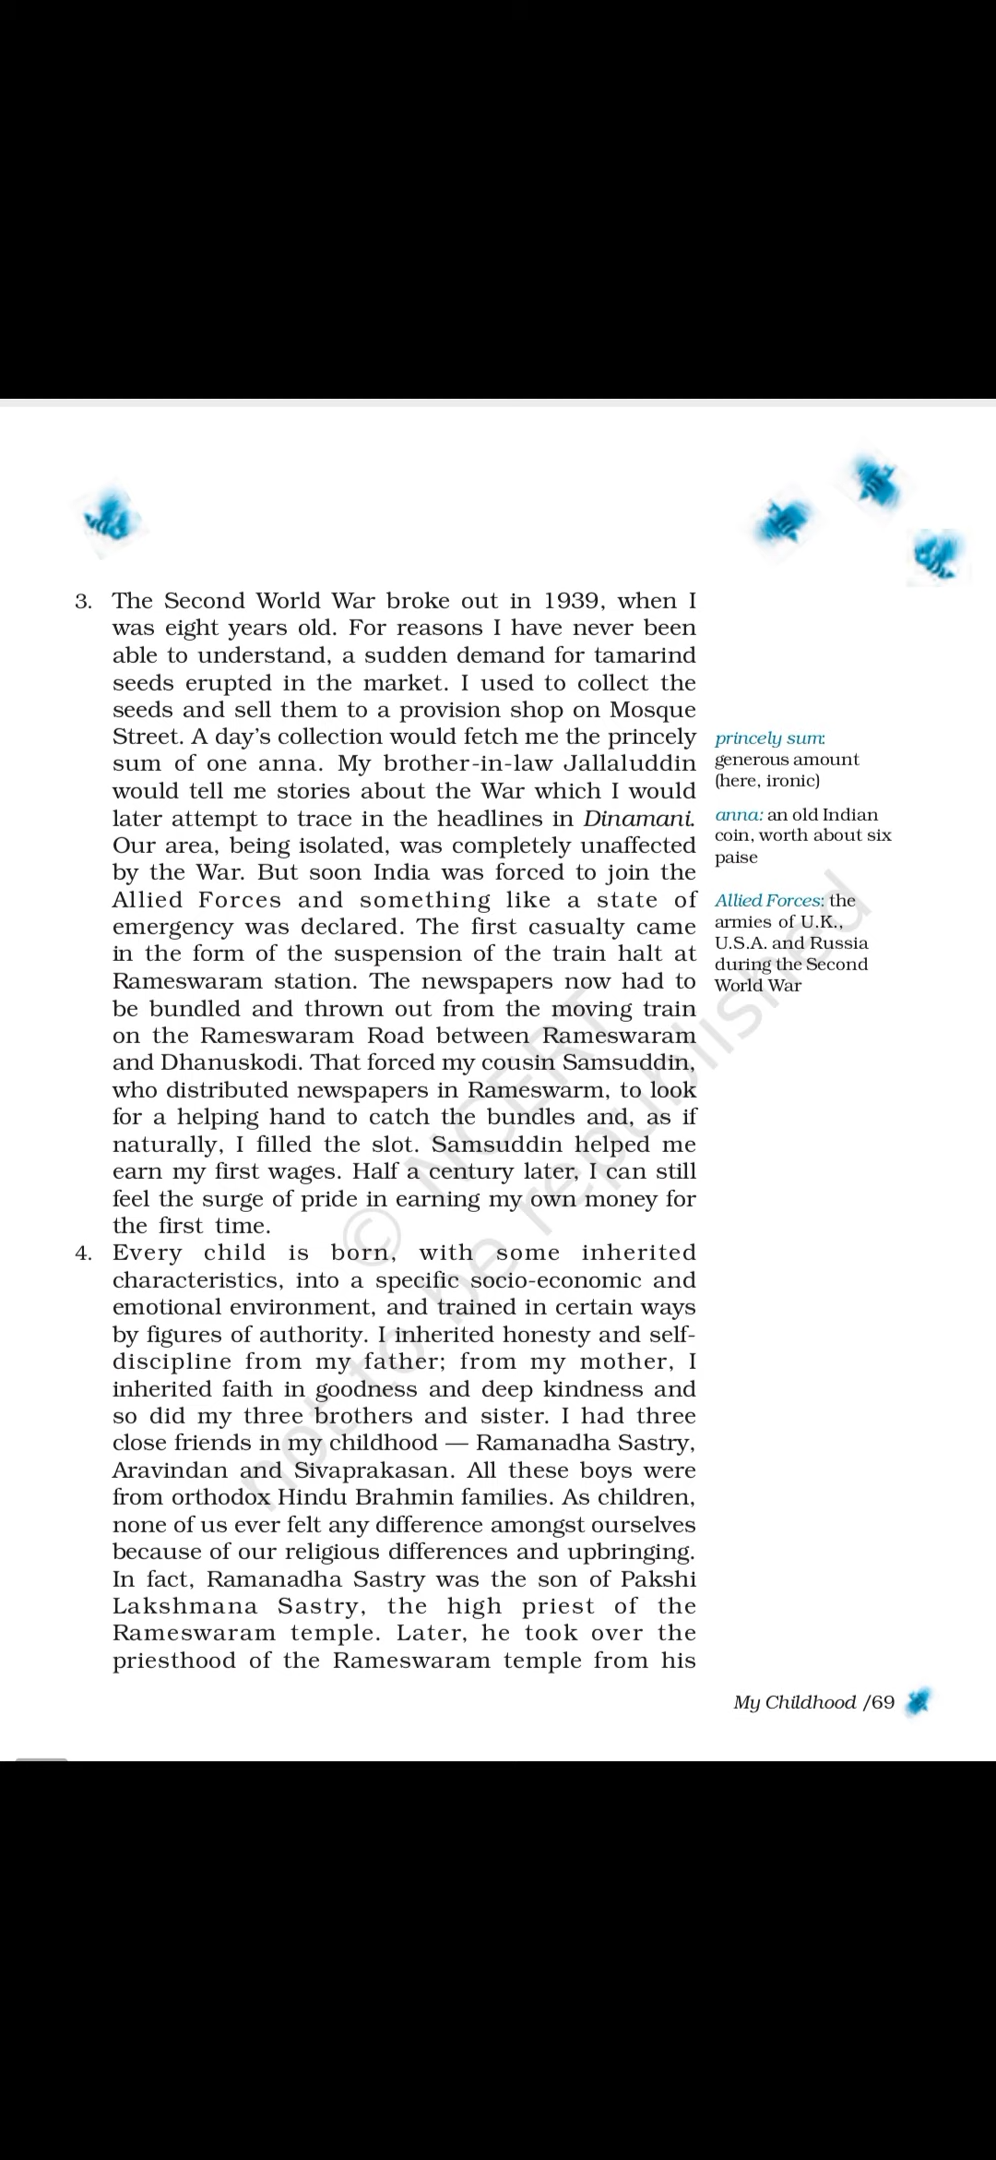 3. The Second World War broke out in 1939, when I
was eight years old. For reasons I have never been
able to understand, a sudden demand for tamarind
seeds erupted in the market. I used to collect the
seeds and sell them to a provision shop on Mosque
Street. A day's collection would fetch me the princely
sum of one anna. My brother-in-law Jallaluddin
would tell me stories about the War which I would
later attempt to trace in the headlines in Dinamani.
Our area, being isolated, was completely unaffected
by the War. But soon India was forced to join the
Allied Forces and something like a state of
emergency was declared. The first casualty came
in the form of the suspension of the train halt at
Rameswaram station. The newspapers now had to
be bundled and thrown out from the moving train
on the Rameswaram Road between Rameswaram
and Dhanuskodi. That forced my cousin Samsuddin,
who distributed newspapers in Rameswarm, to look
for a helping hand to catch the bundles and, as if
naturally, I filled the slot. Samsuddin helped me
earn my first wages. Half a century later, I can still
feel the surge of pride in earning my own money for
the first time.
4. Every child is born, with some inherited
characteristics, into a specific socio-economic and
emotional environment, and trained in certain ways
by figures of authority. I inherited honesty and self-
discipline from my father; from my mother, I
inherited faith in goodness and deep kindness and
so did my three brothers and sister. I had three
close friends in my childhood — Ramanadha Sastry,
Aravindan and Sivaprakasan. All these boys were
from orthodox Hindu Brahmin families. As children,
none of us ever felt any difference amongst ourselves
because of our religious differences and upbringing.
In fact, Ramanadha Sastry was the son of Pakshi
Lakshmana Sastry, the high priest of the
Rameswaram temple. Later, he took over the
priesthood of the Rameswaram temple from his
princely sum:
generous amount
(here, ironic)
anna: an old Indian
coin, worth about six
paise
Allied Forces: the
armies of U.K.,
U.S.A. and Russia
during the Second
World War
© NCERT
not to be republished
My Childhood /69